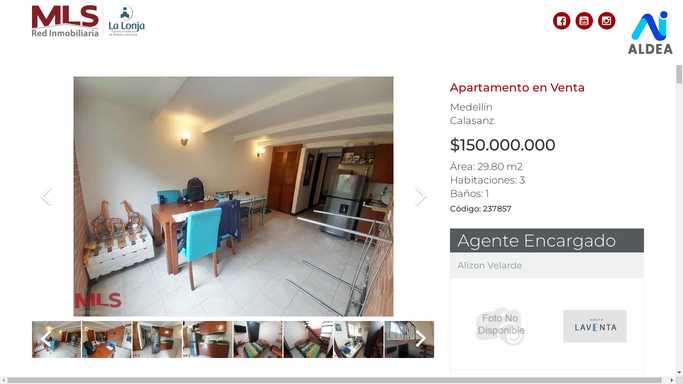 MLS
Red Inmobiliaria
La Lonja
ALDEA
Apartamento en Venta
Medellín
Calasanz
$150.000.000
Área: 29.80 m2
Habitaciones: 3
Baños: 1
Código: 237857
Agente Encargado
Alizon Velarde
Foto No
Disponible
LAVENTA
MLS